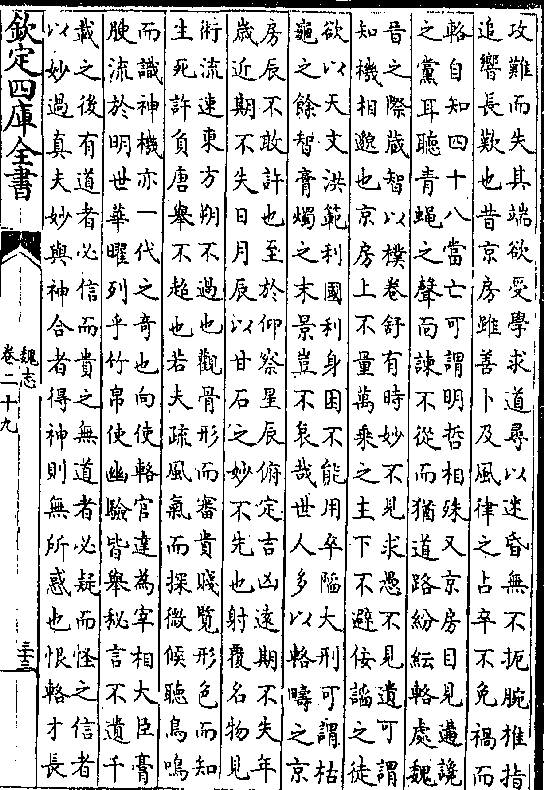 攻難而失其端欲受學求道尋以迷昏無不扼腕椎指
追響長歎也昔京房雖善卜及風律之占卒不免禍而
輅自知四十八當亡可謂明哲相殊又京房目見遘讒
之黨耳聽青蠅之聲而諫不從而猶道路紛紜輅處魏
晉之際藏智以樸卷舒有時妙不見求愚不見遺可謂
知機相邈也京房上不量萬乘之主下不避佞諂之徒
欲以天文洪範利國利身困不能用卒陷大刑可謂枯
龜之餘智膏燭之末景豈不哀哉世人多以輅疇之京
房辰不敢許也至於仰察星辰俯定吉凶遠期不失年
歲近期不失日月辰以甘石之妙不先也射覆名物見
術流速東方朔不過也觀骨形而審貴賤覽形色而知
生死許負唐舉不超也若夫疏風氣而探微候聽鳥鳴
而識神機亦一代之奇也向使輅官達為宰相大臣膏
腴流於明世華曜列乎竹帛使幽驗皆舉秘言不遺千
載之後有道者必信而貴之無道者必疑而怪之信者
以妙過真夫妙與神合者得神則無所惑也恨輅才長
欽定四庫全書
魏志
卷二十九
三十三